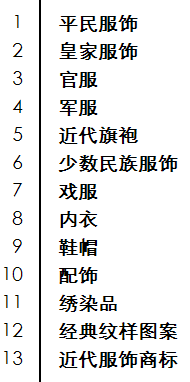 1 平民服饰
2 皇家服饰
3 官服
4 军服
5 近代旗袍
6 少数民族服饰
7 戏服
8 内衣
9 鞋帽
10 配饰
11 绣染品
12 经典纹样图案
13 近代服饰商标